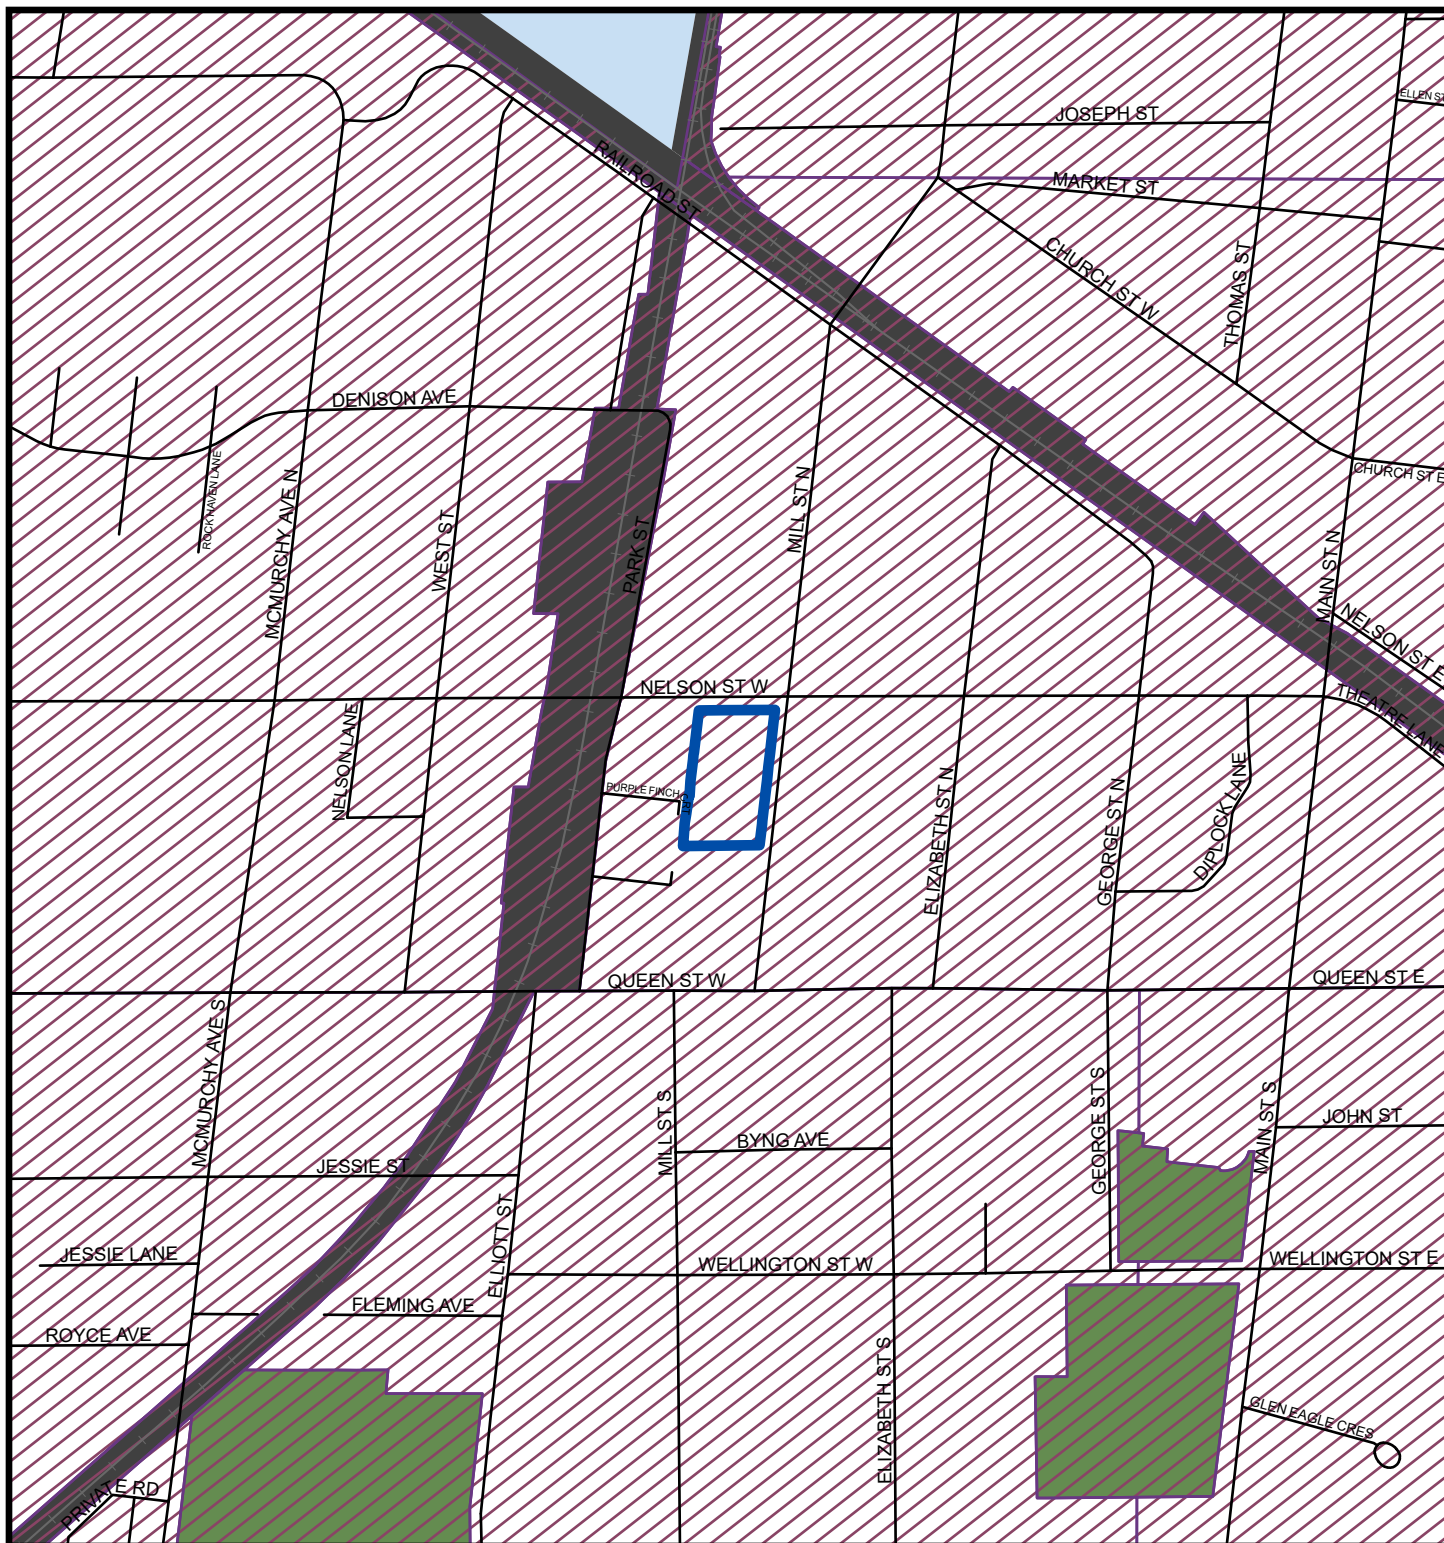 ELLEN ST
JOSEPH ST
RAILROAD ST
MARKET ST
CHURCH ST W
THOMAS ST
DENISON AVE
ROCK HAVEN LANE
MCMURCHY AVE N
WEST ST
PARK ST
MILL ST N
CHURCH ST E
MAIN ST N
NELSON ST E
NELSON ST W
THEATRE LANE
NELSON LANE
PURPLE FINCH CRT
ELIZABETH ST N
GEORGE ST N
DIPLOCK LANE
QUEEN ST W
QUEEN ST E
MCMURCHY AVE S
MILL ST S
BYNG AVE
GEORGE ST S
MAIN ST S
JOHN ST
JESSIE ST
ELLIOTT ST
JESSIE LANE
WELLINGTON ST W
WELLINGTON ST E
FLEMING AVE
ROYCE AVE
ELIZABETH ST S
GLEN EAGLE CRES
PRIVATE RD